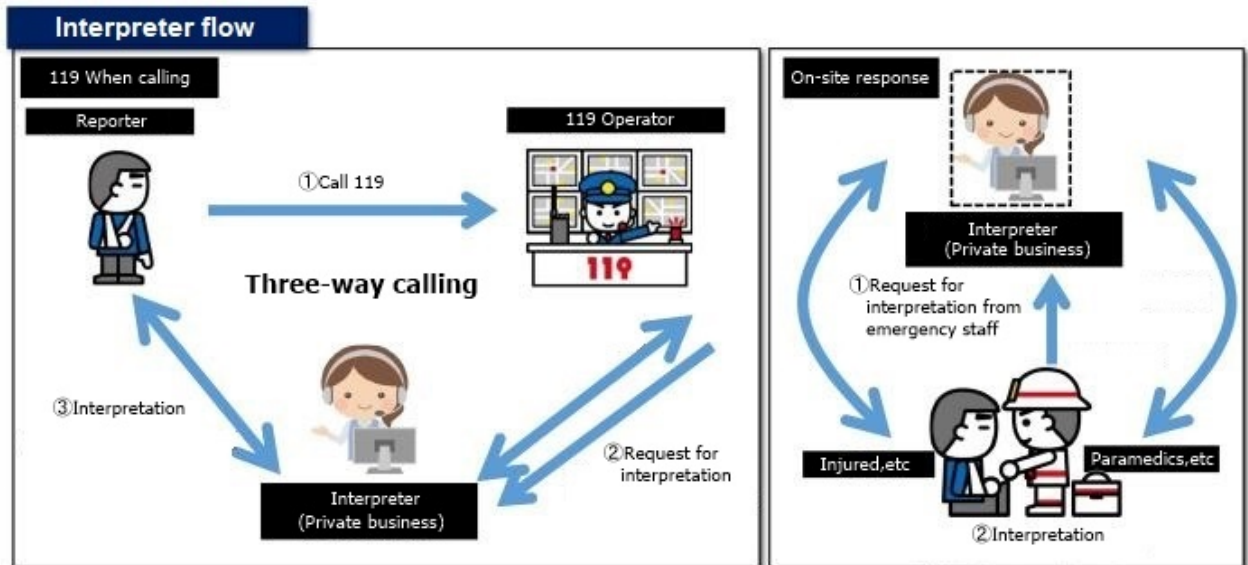 Interpreter flow
119 When calling
Reporter
119 Operator
①Call 119
119
Three-way calling
③Interpretation
②Request for
interpretation
Interpreter
(Private business)
On-site response
Interpreter
(Private business)
①Request for
interpretation from
emergency staff
Injured,etc
Paramedics,etc
②Interpretation